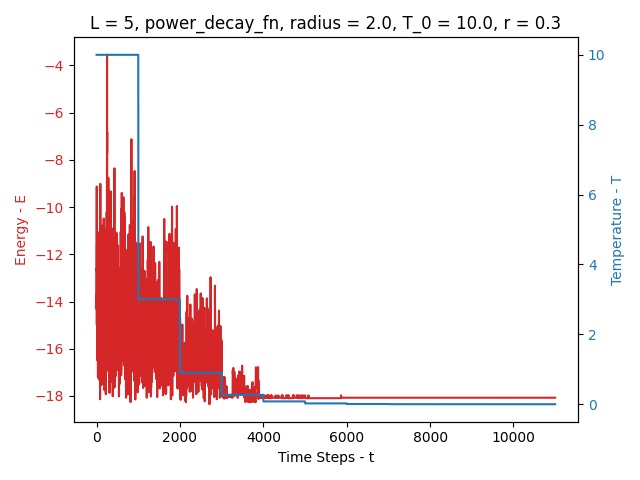 L = 5, power_decay_fn, radius = 2.0, T_0 = 10.0, r = 0.3
−4
−6
−8
−10
−12
−14
−16
−18
Energy - E
10
8
6
4
2
0
Temperature - T
0 2000 4000 6000 8000 10000
Time Steps - t